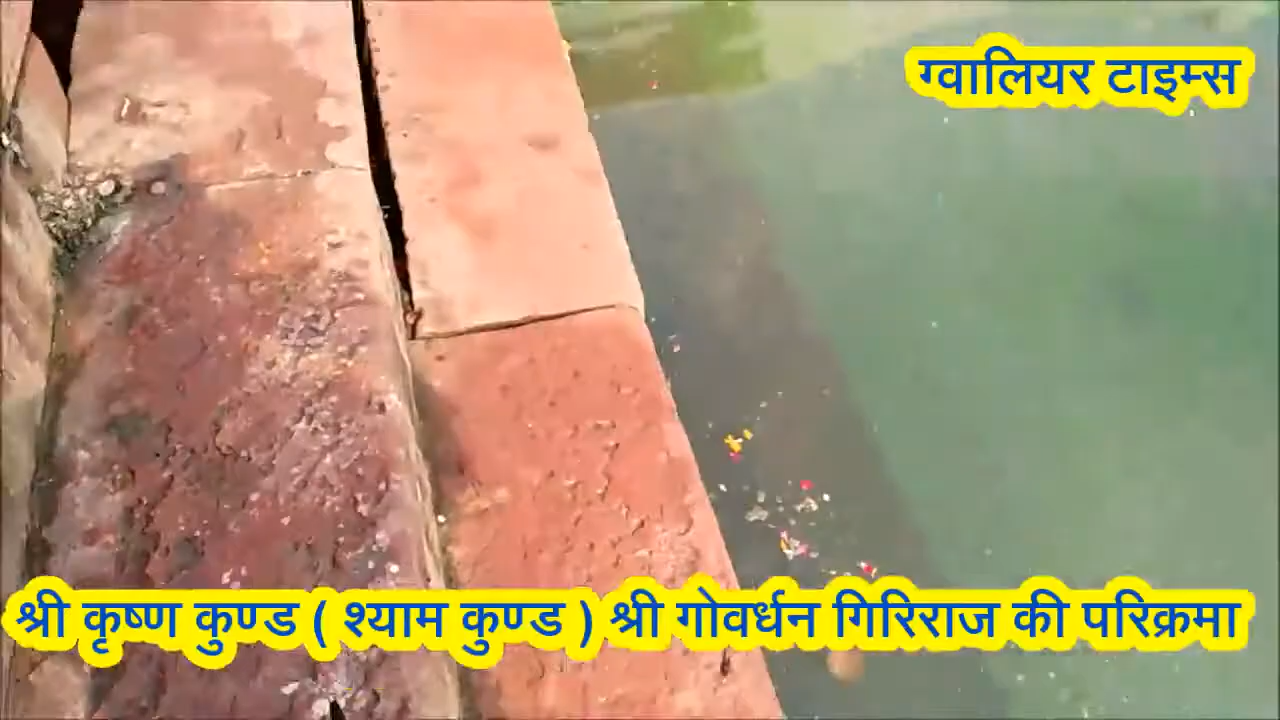 ग्वालियर टाइम्स
श्री कृष्ण कुण्ड ( श्याम कुण्ड ) श्री गोवर्धन गिरिराज की परिक्रमा